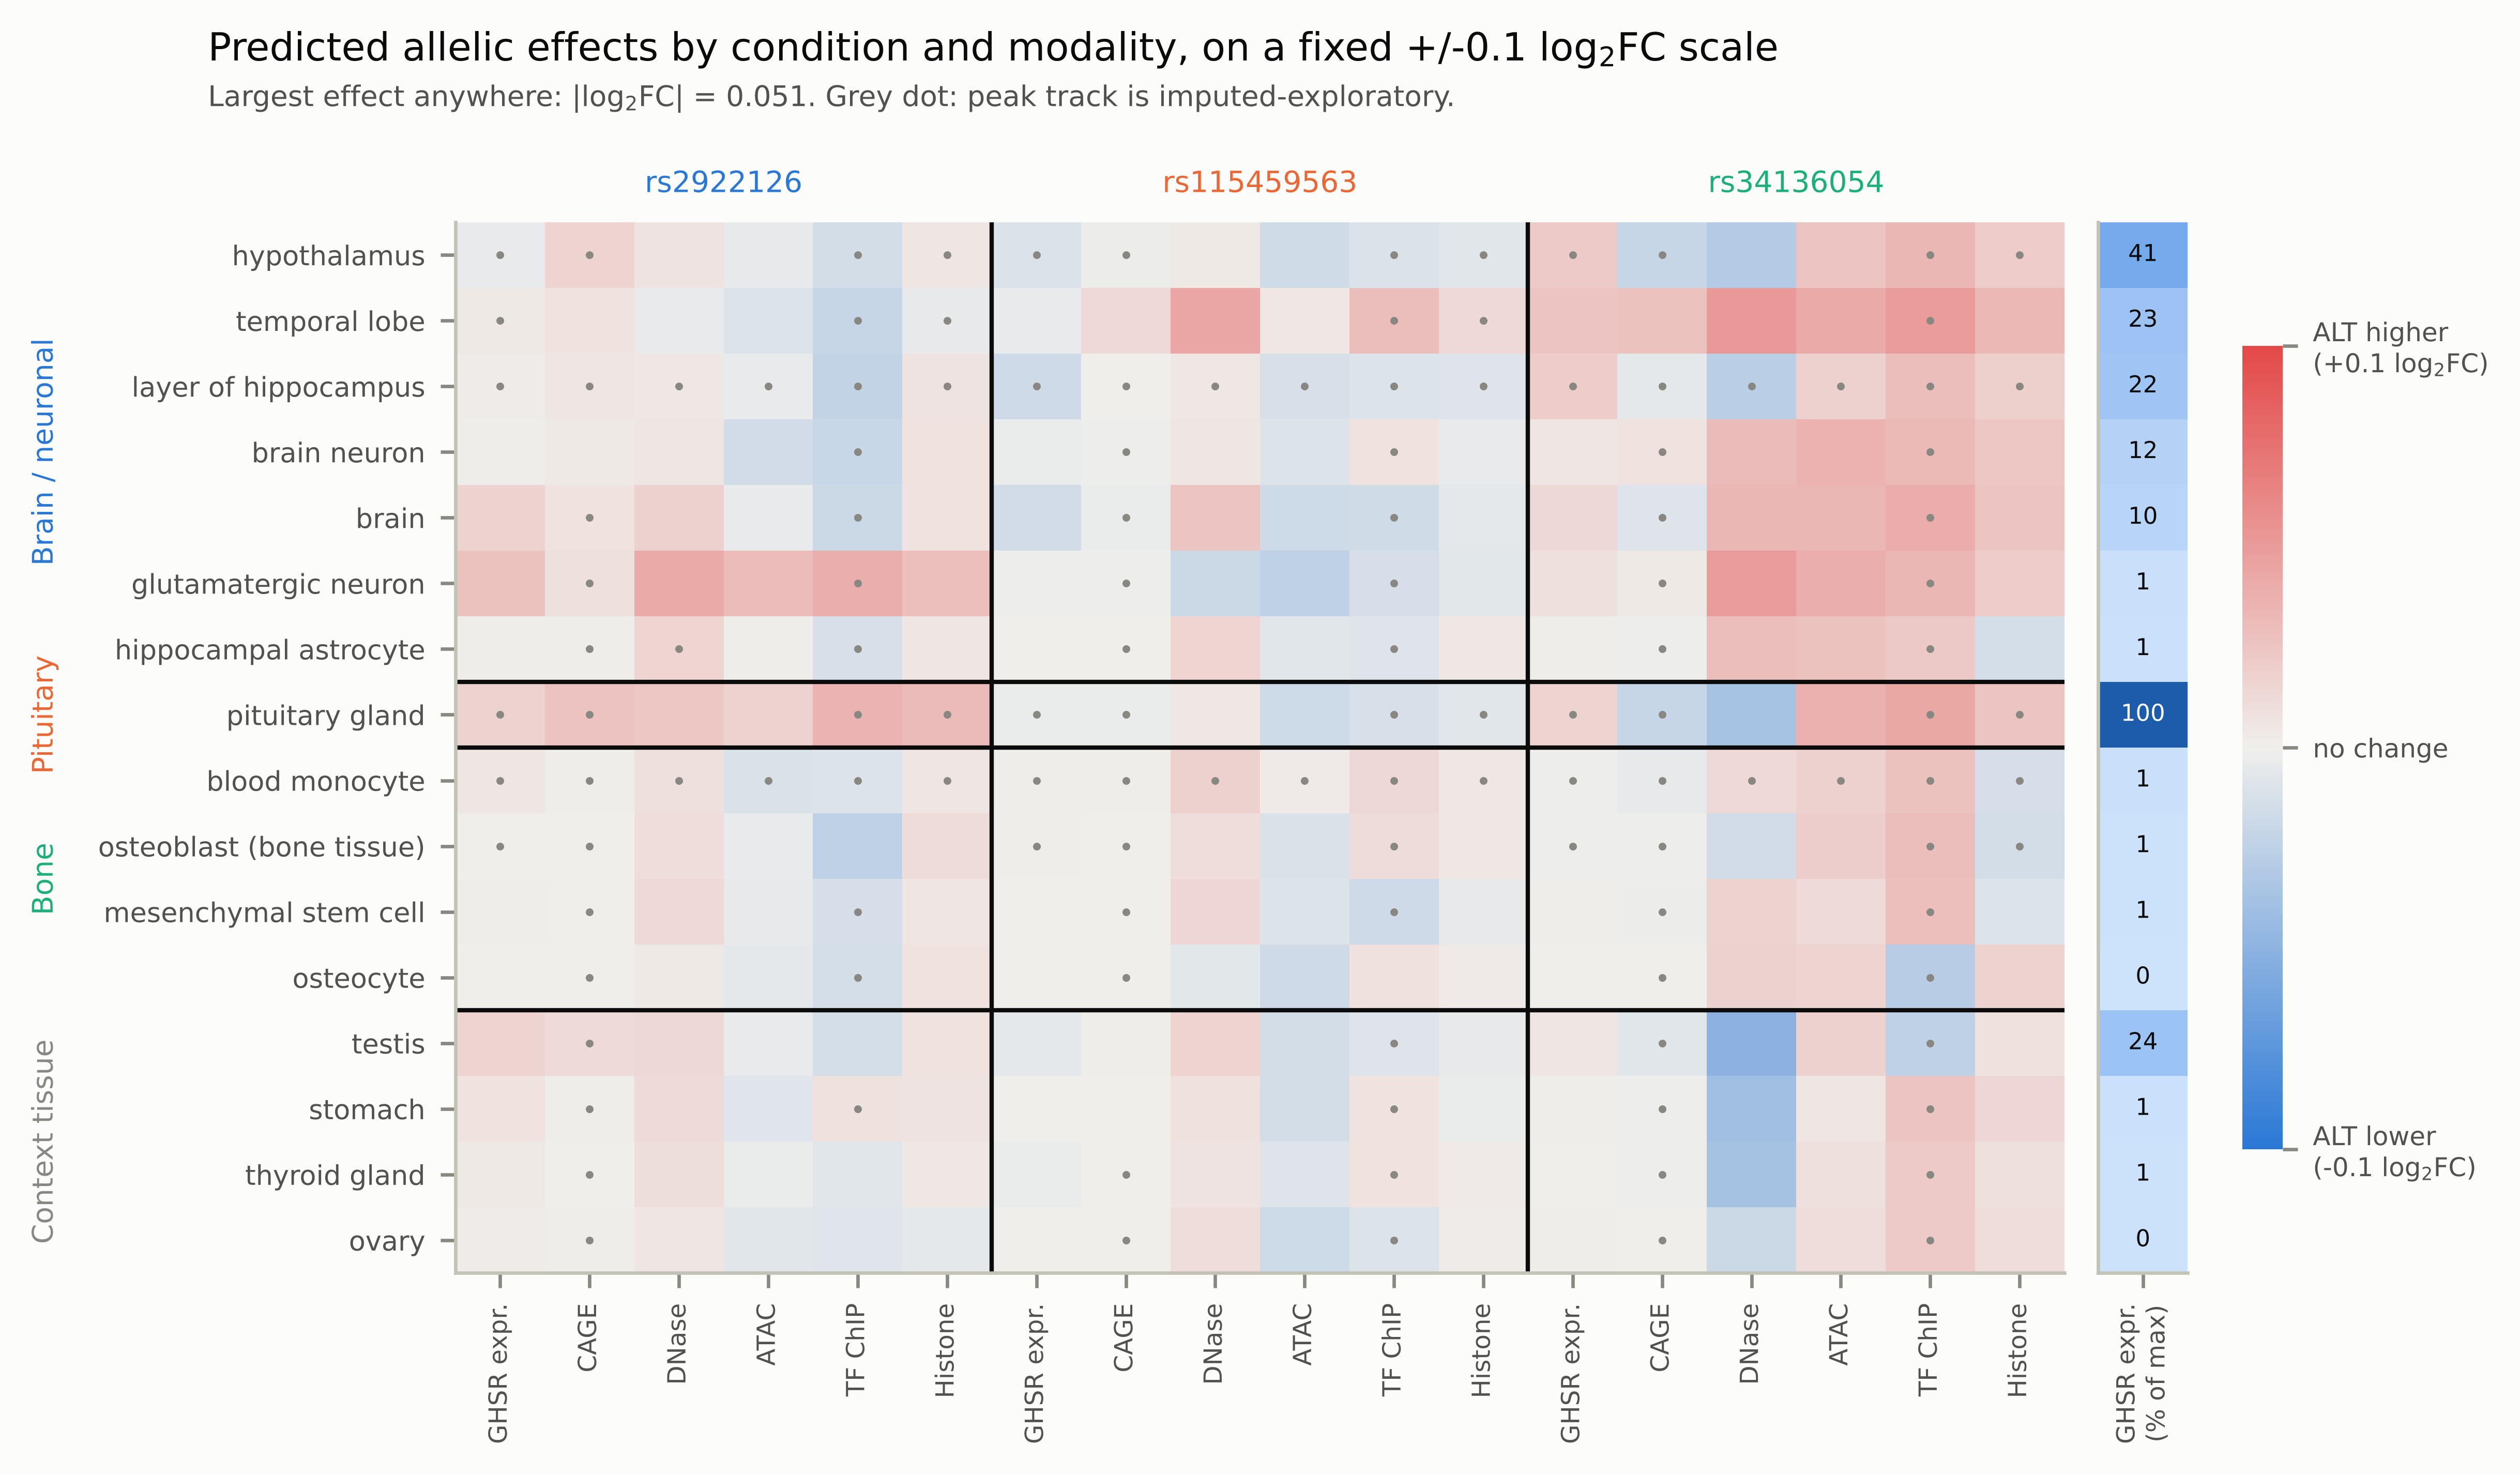 Predicted allelic effects by condition and modality, on a fixed +/-0.1 log₂FC scale
Largest effect anywhere: |log₂FC| = 0.051. Grey dot: peak track is imputed-exploratory.
rs2922126
rs115459563
rs34136054
Brain / neuronal
Pituitary
Bone
Context tissue
hypothalamus
temporal lobe
layer of hippocampus
brain neuron
brain
glutamatergic neuron
hippocampal astrocyte
pituitary gland
blood monocyte
osteoblast (bone tissue)
mesenchymal stem cell
osteocyte
testis
stomach
thyroid gland
ovary
41
23
22
12
10
1
1
100
1
1
1
0
24
1
1
0
ALT higher
(+0.1 log₂FC)
no change
ALT lower
(-0.1 log₂FC)
GHSR expr.
CAGE
DNase
ATAC
TF ChIP
Histone
GHSR expr.
CAGE
DNase
ATAC
TF ChIP
Histone
GHSR expr.
CAGE
DNase
ATAC
TF ChIP
Histone
GHSR expr.
(% of max)